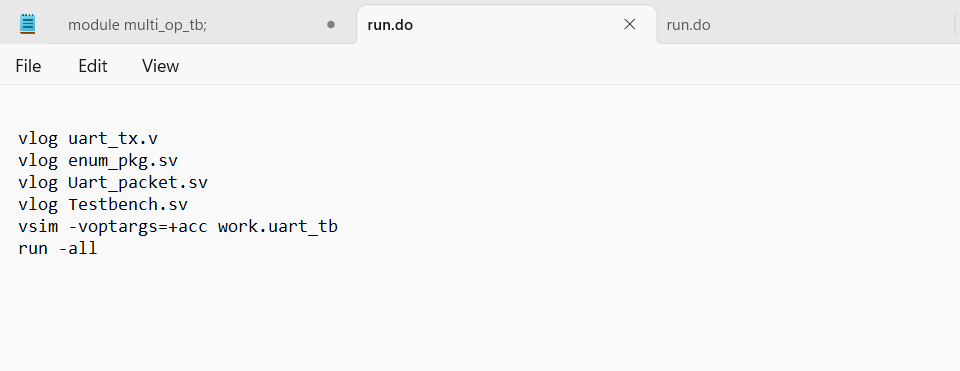 module multi_op_tb;
run.do
run.do
File Edit View
vlog uart_tx.v
vlog enum_pkg.sv
vlog Uart_packet.sv
vlog Testbench.sv
vsim -voptargs=+acc work.uart_tb
run -all